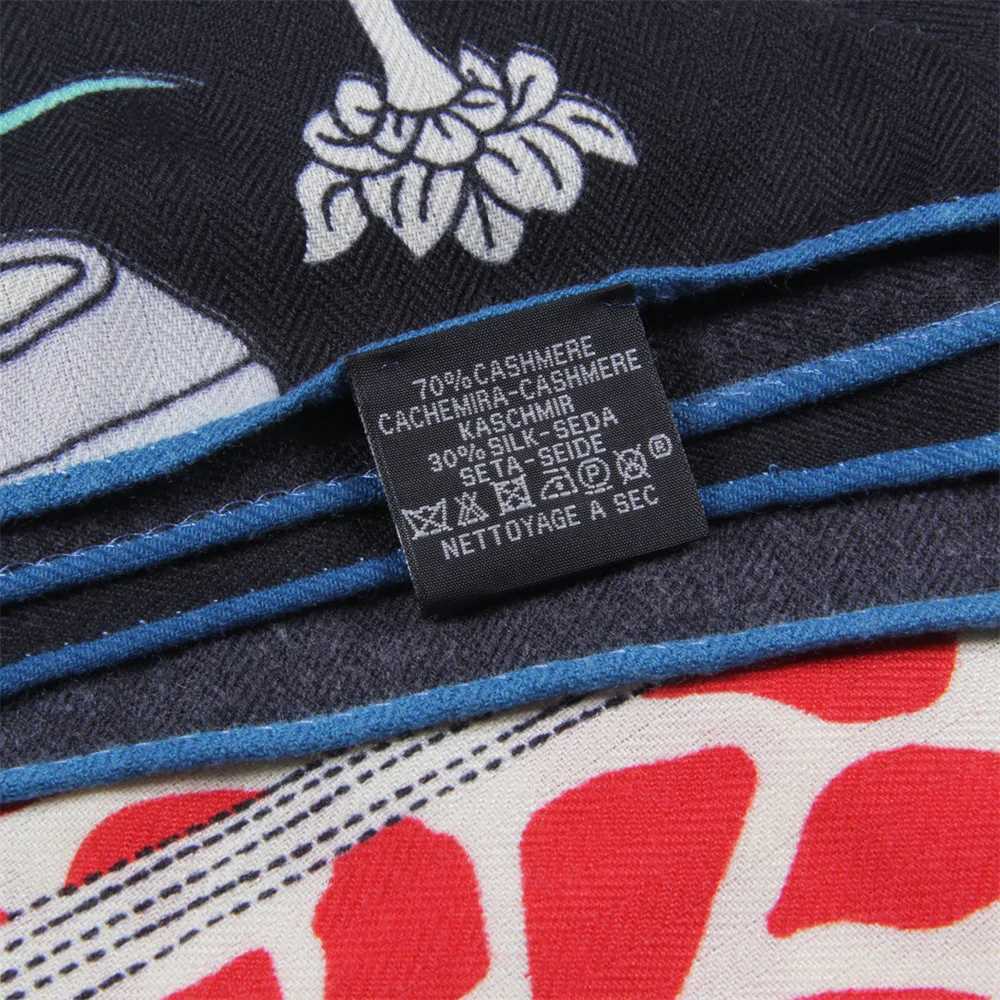 70%CASHMERE
CACHEMIRA-CASHMERE
KASCHMIR
30%SILK-SEDA
SETA-SEIDE
NETTOYAGE A SEC